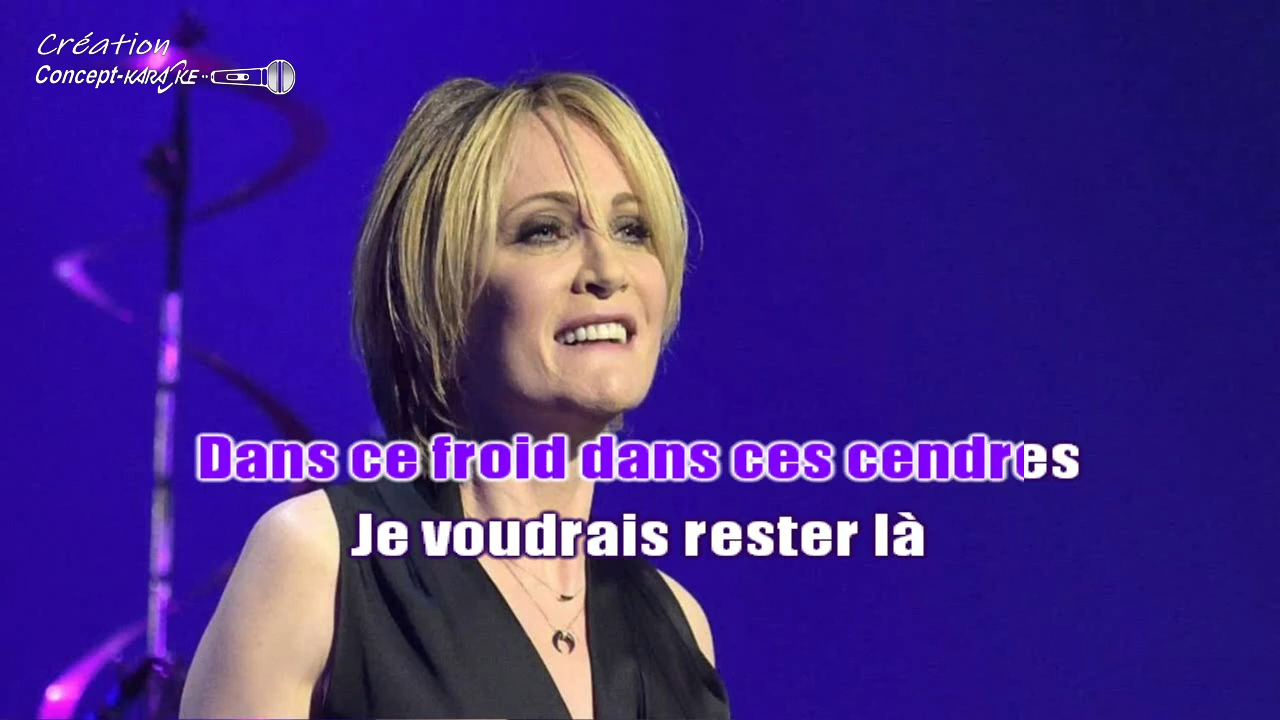 Création
Concept-KARAOKE
Dans ce froid dans ces cendres
Je voudrais rester là